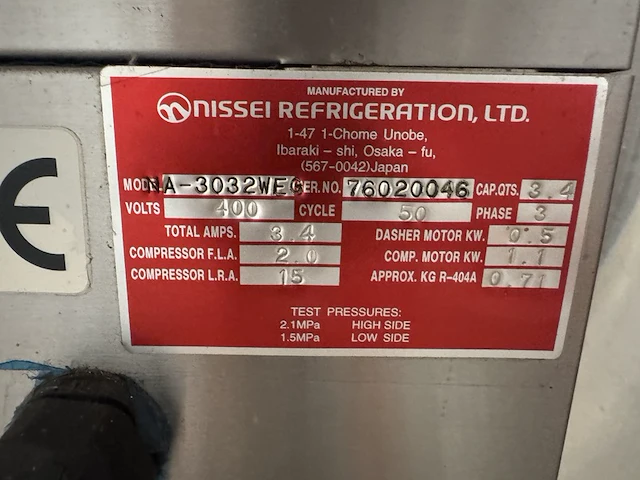 MANUFACTURED BY
NISSEI REFRIGERATION, LTD.
1-47 1-Chome Unobe,
Ibaraki - shi, Osaka - fu,
(567-0042)Japan
MODEL NA-3032WEG SER.NO. 76020046 CAP.QTS. 3.4
VOLTS 400 CYCLE 50 PHASE 3
TOTAL AMPS. 3.4 DASHER MOTOR KW. 0.5
COMPRESSOR F.L.A. 2.0 COMP. MOTOR KW. 1.1
COMPRESSOR L.R.A. 15 APPROX. KG R-404A 0.71
TEST PRESSURES:
2.1MPa HIGH SIDE
1.5MPa LOW SIDE
CE